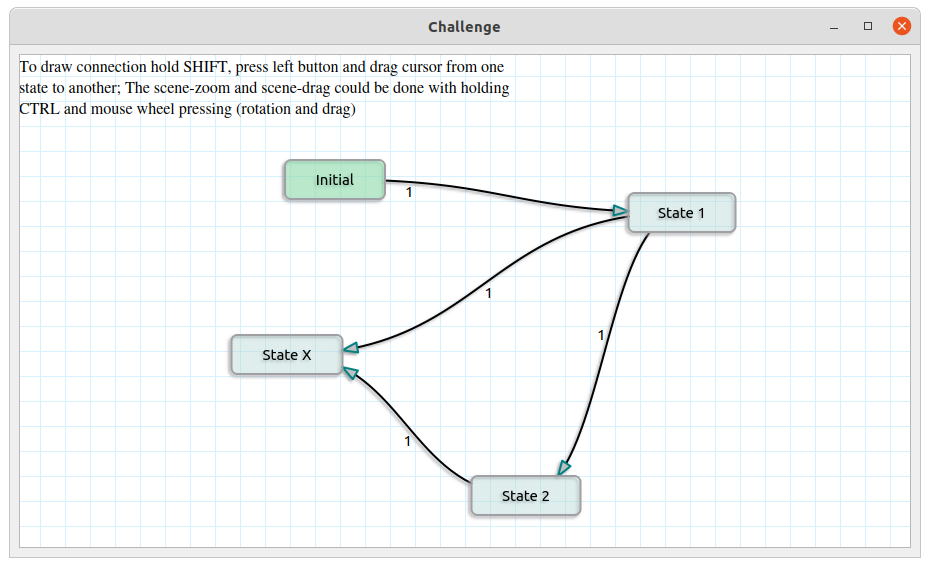 Challenge
To draw connection hold SHIFT, press left button and drag cursor from one
state to another; The scene-zoom and scene-drag could be done with holding
CTRL and mouse wheel pressing (rotation and drag)
Initial
1
State 1
1
1
State X
1
State 2